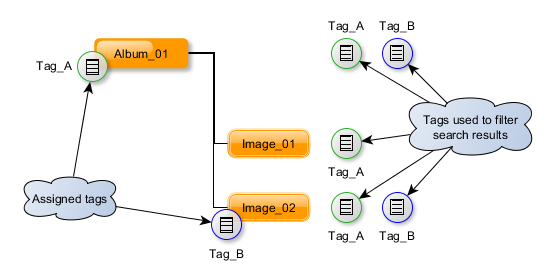 Tag_A Tag_B
Album_01
Tag_A
Tags used to filter
search results
Image_01
Tag_A
Assigned tags
Image_02
Tag_A Tag_B
Tag_B